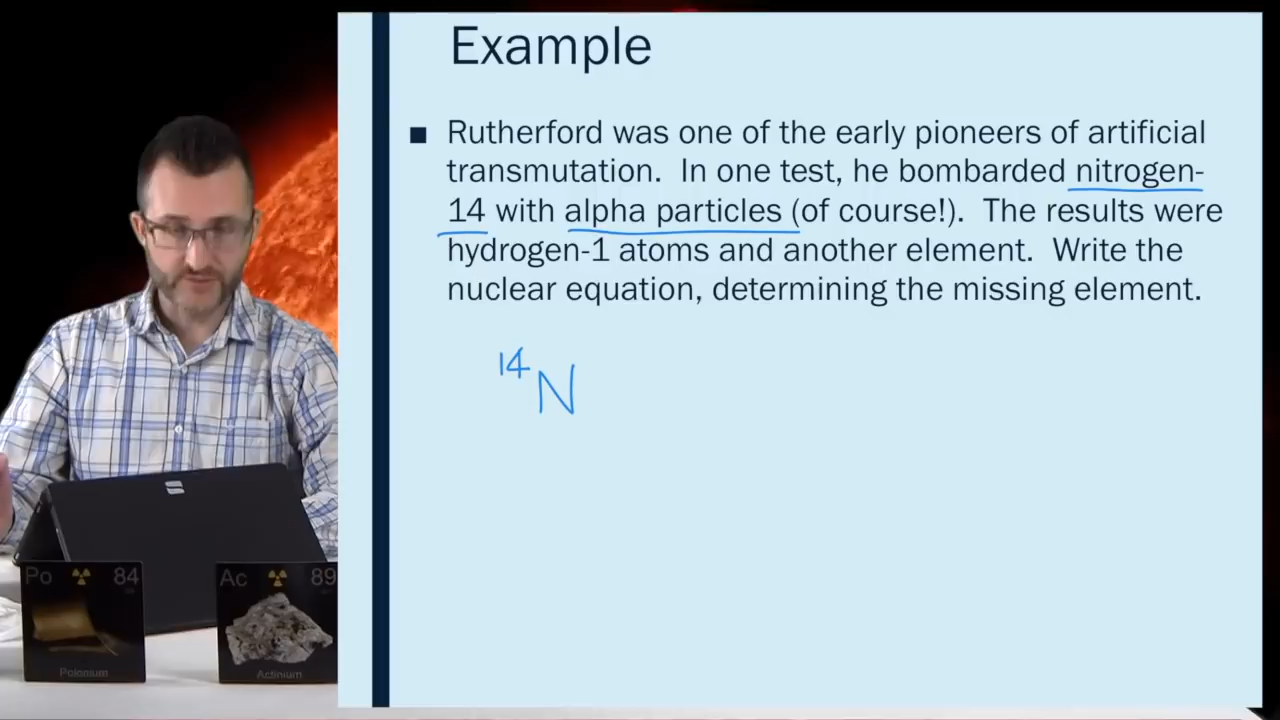 Example
■ Rutherford was one of the early pioneers of artificial
transmutation. In one test, he bombarded nitrogen-
14 with alpha particles (of course!). The results were
hydrogen-1 atoms and another element. Write the
nuclear equation, determining the missing element.
14N
Po 84
Polonium
Ac 89
Actinium